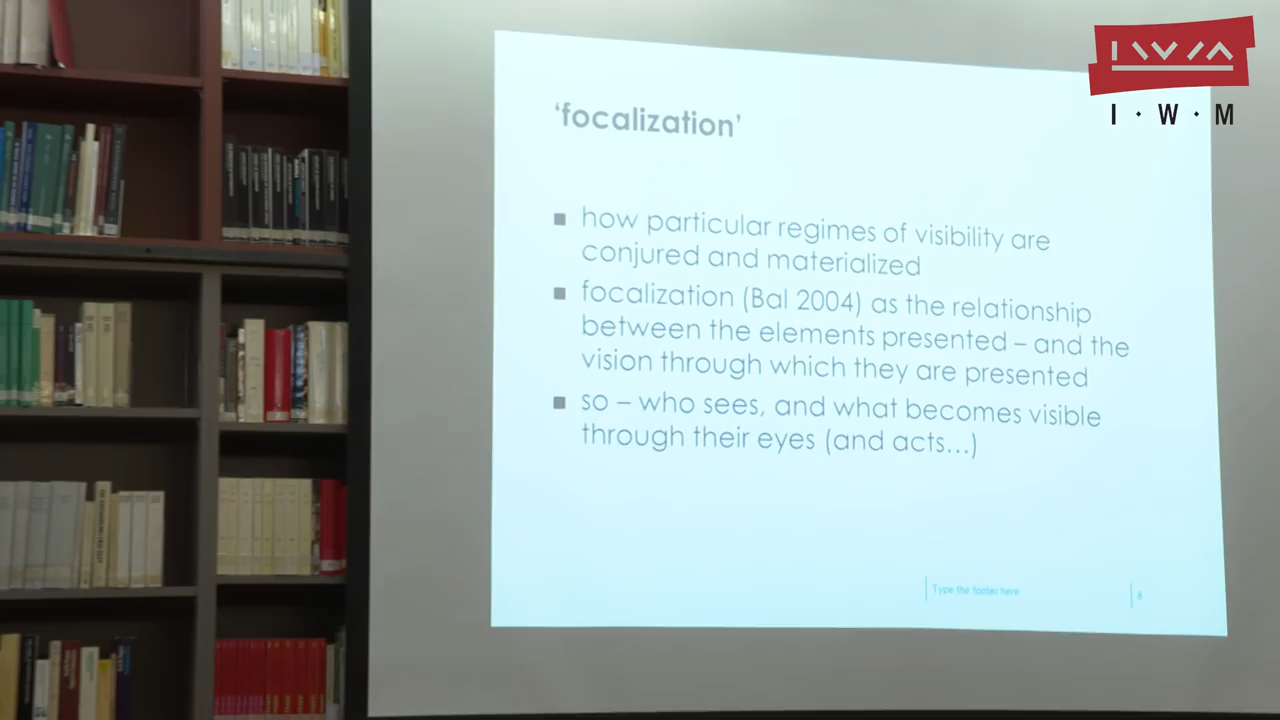 I · W · M
‘focalization’
■ how particular regimes of visibility are
conjured and materialized
■ focalization (Bal 2004) as the relationship
between the elements presented – and the
vision through which they are presented
■ so – who sees, and what becomes visible
through their eyes (and acts...)
Type the footer here
8